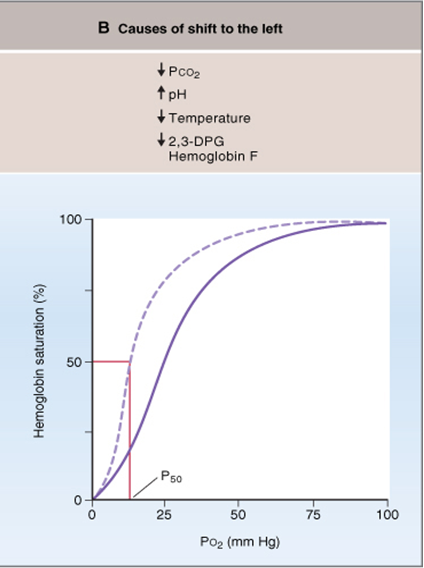 B Causes of shift to the left
↓ PCO₂
↑ pH
↓ Temperature
↓ 2,3-DPG
Hemoglobin F
100
50
0
Hemoglobin saturation (%)
P₅₀
0 25 50 75 100
PO₂ (mm Hg)